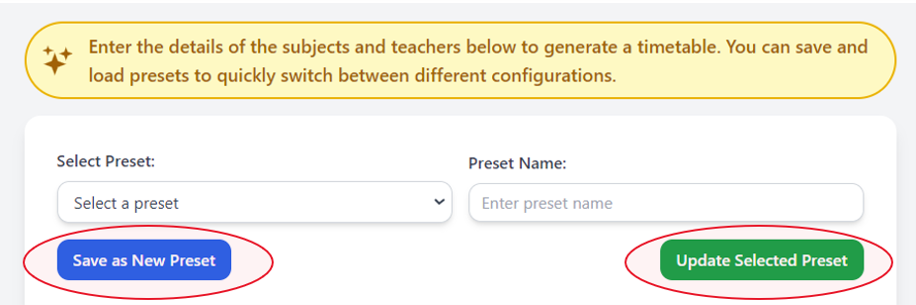 Enter the details of the subjects and teachers below to generate a timetable. You can save and
load presets to quickly switch between different configurations.
Select Preset:
Preset Name:
Select a preset
Enter preset name
Save as New Preset
Update Selected Preset